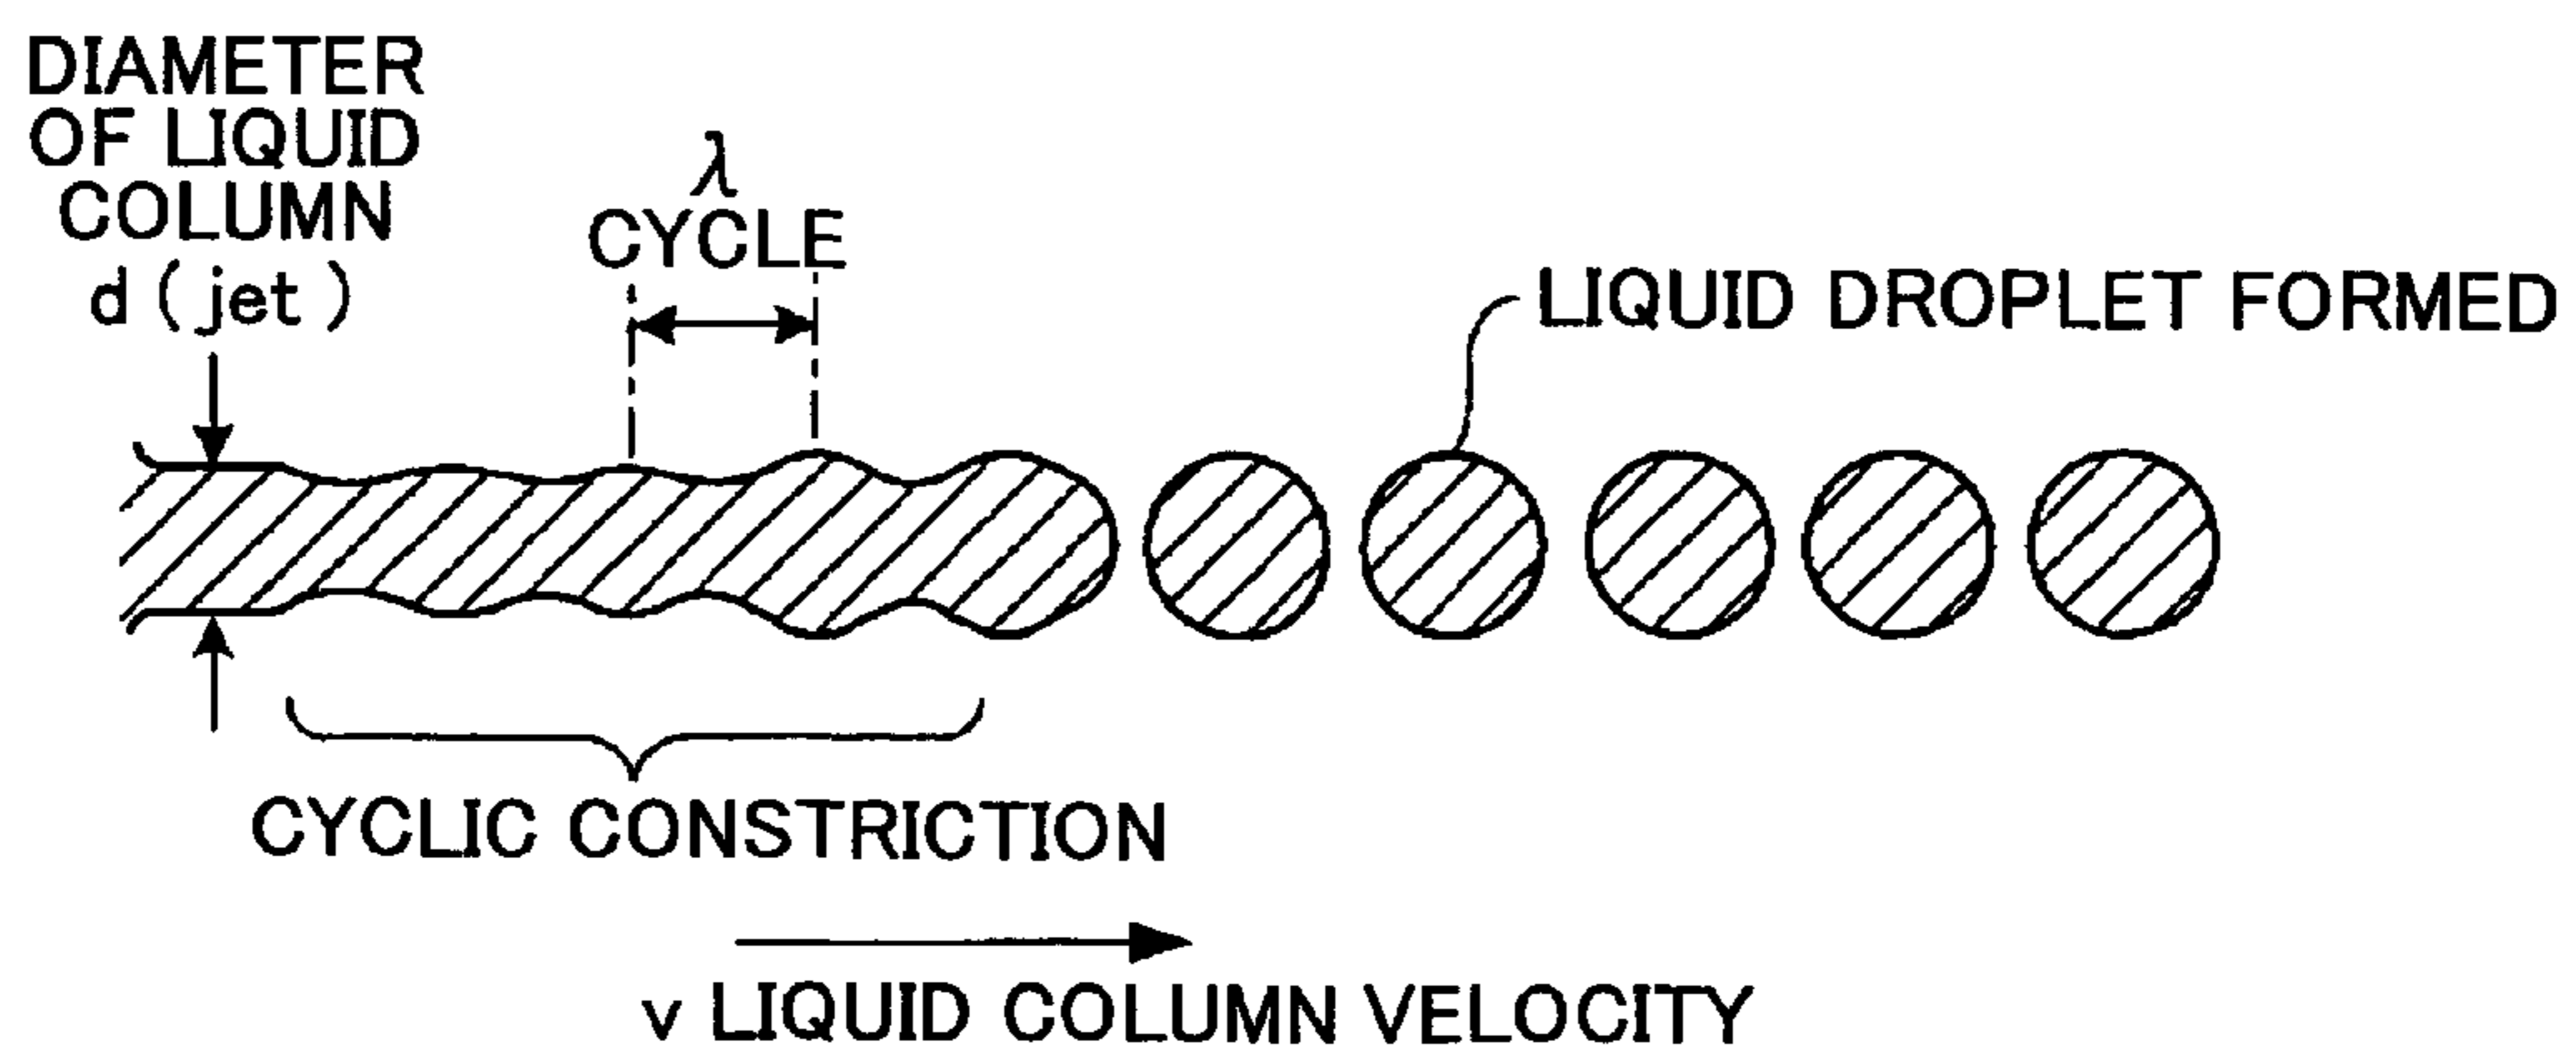 DIAMETER
OF LIQUID
COLUMN
d ( jet )
λ
CYCLE
LIQUID DROPLET FORMED
CYCLIC CONSTRICTION
v LIQUID COLUMN VELOCITY